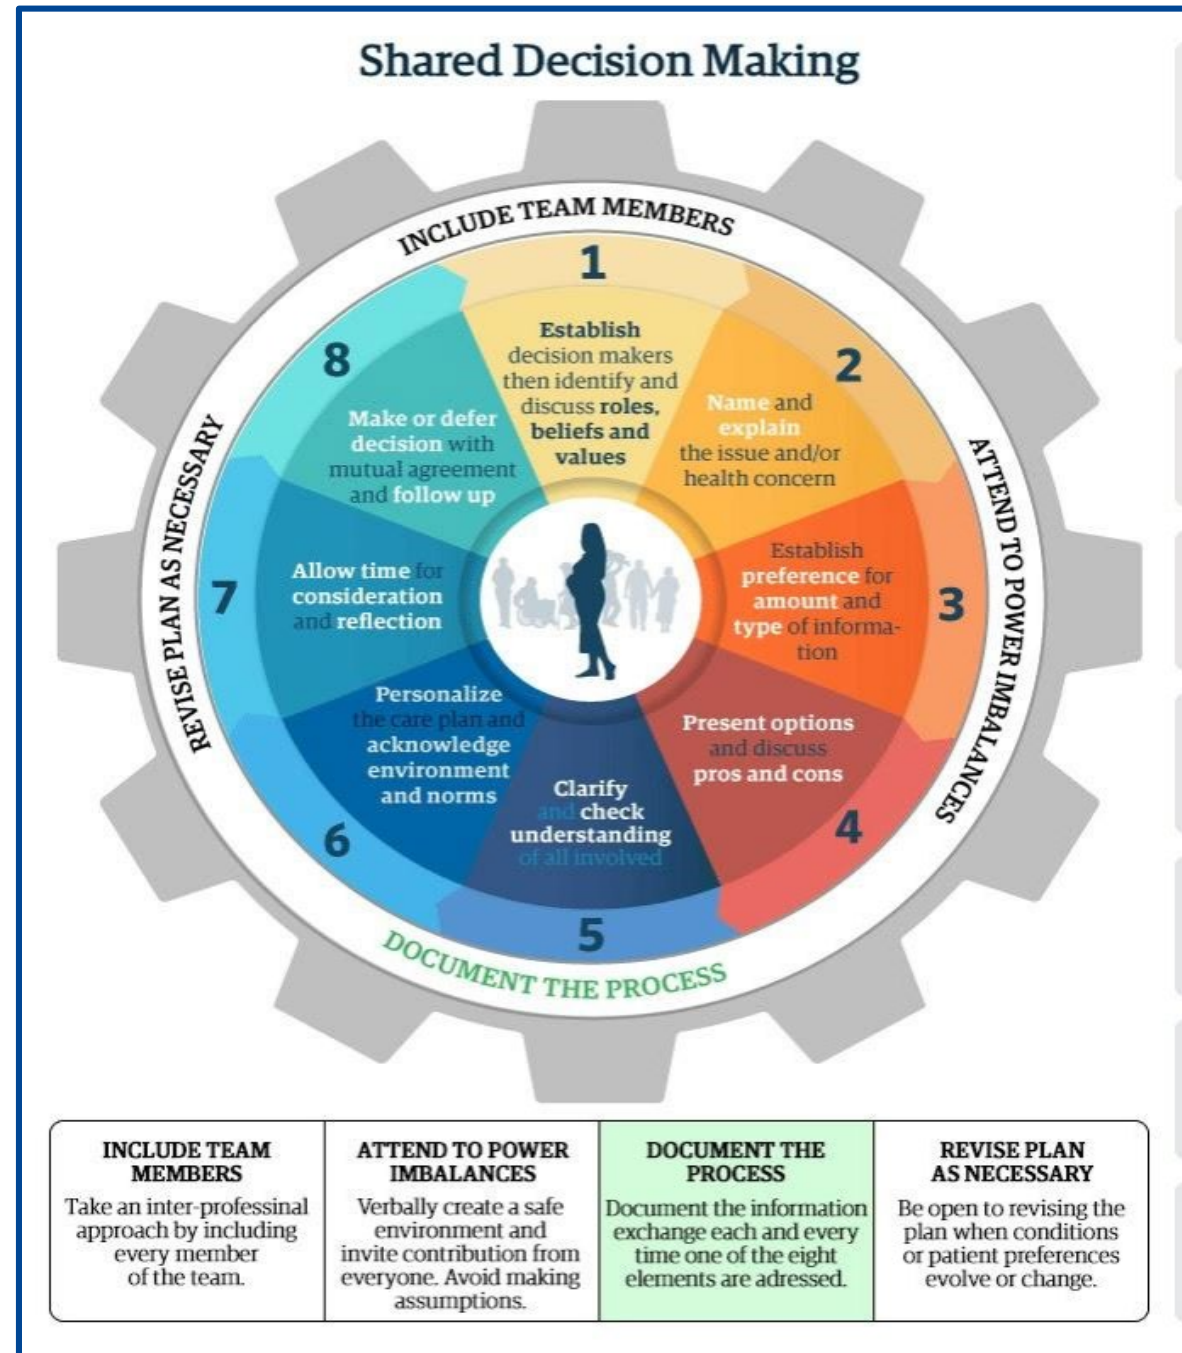 Shared Decision Making
INCLUDE TEAM MEMBERS
ATTEND TO POWER IMBALANCES
DOCUMENT THE PROCESS
REVISE PLAN AS NECESSARY
1
Establish
decision makers
then identify and
discuss roles,
beliefs and
values
2
Name and
explain
the issue and/or
health concern
3
Establish
preference for
amount and
type of informa-
tion
4
Present options
and discuss
pros and cons
5
Clarify
and check
understanding
of all involved
6
Personalize
the care plan and
acknowledge
environment
and norms
7
Allow time for
consideration
and reflection
8
Make or defer
decision with
mutual agreement
and follow up
INCLUDE TEAM
MEMBERS
Take an inter-professinal
approach by including
every member
of the team.
ATTEND TO POWER
IMBALANCES
Verbally create a safe
environment and
invite contribution from
everyone. Avoid making
assumptions.
DOCUMENT THE
PROCESS
Document the information
exchange each and every
time one of the eight
elements are adressed.
REVISE PLAN
AS NECESSARY
Be open to revising the
plan when conditions
or patient preferences
evolve or change.